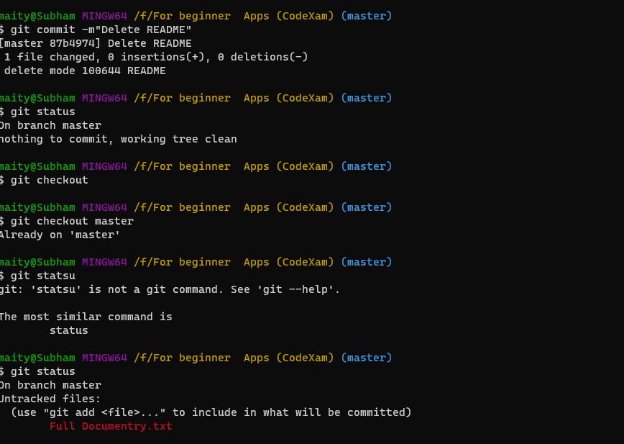 maity@Subham MINGW64 /f/For beginner  Apps (CodeXam) (master)
$ git commit -m"Delete README"
[master 87b4974] Delete README
 1 file changed, 0 insertions(+), 0 deletions(-)
 delete mode 100644 README
maity@Subham MINGW64 /f/For beginner  Apps (CodeXam) (master)
$ git status
On branch master
nothing to commit, working tree clean
maity@Subham MINGW64 /f/For beginner  Apps (CodeXam) (master)
$ git checkout
maity@Subham MINGW64 /f/For beginner  Apps (CodeXam) (master)
$ git checkout master
Already on 'master'
maity@Subham MINGW64 /f/For beginner  Apps (CodeXam) (master)
$ git statsu
git: 'statsu' is not a git command. See 'git --help'.
The most similar command is
        status
maity@Subham MINGW64 /f/For beginner  Apps (CodeXam) (master)
$ git status
On branch master
Untracked files:
  (use "git add <file>..." to include in what will be committed)
        Full Documentry.txt